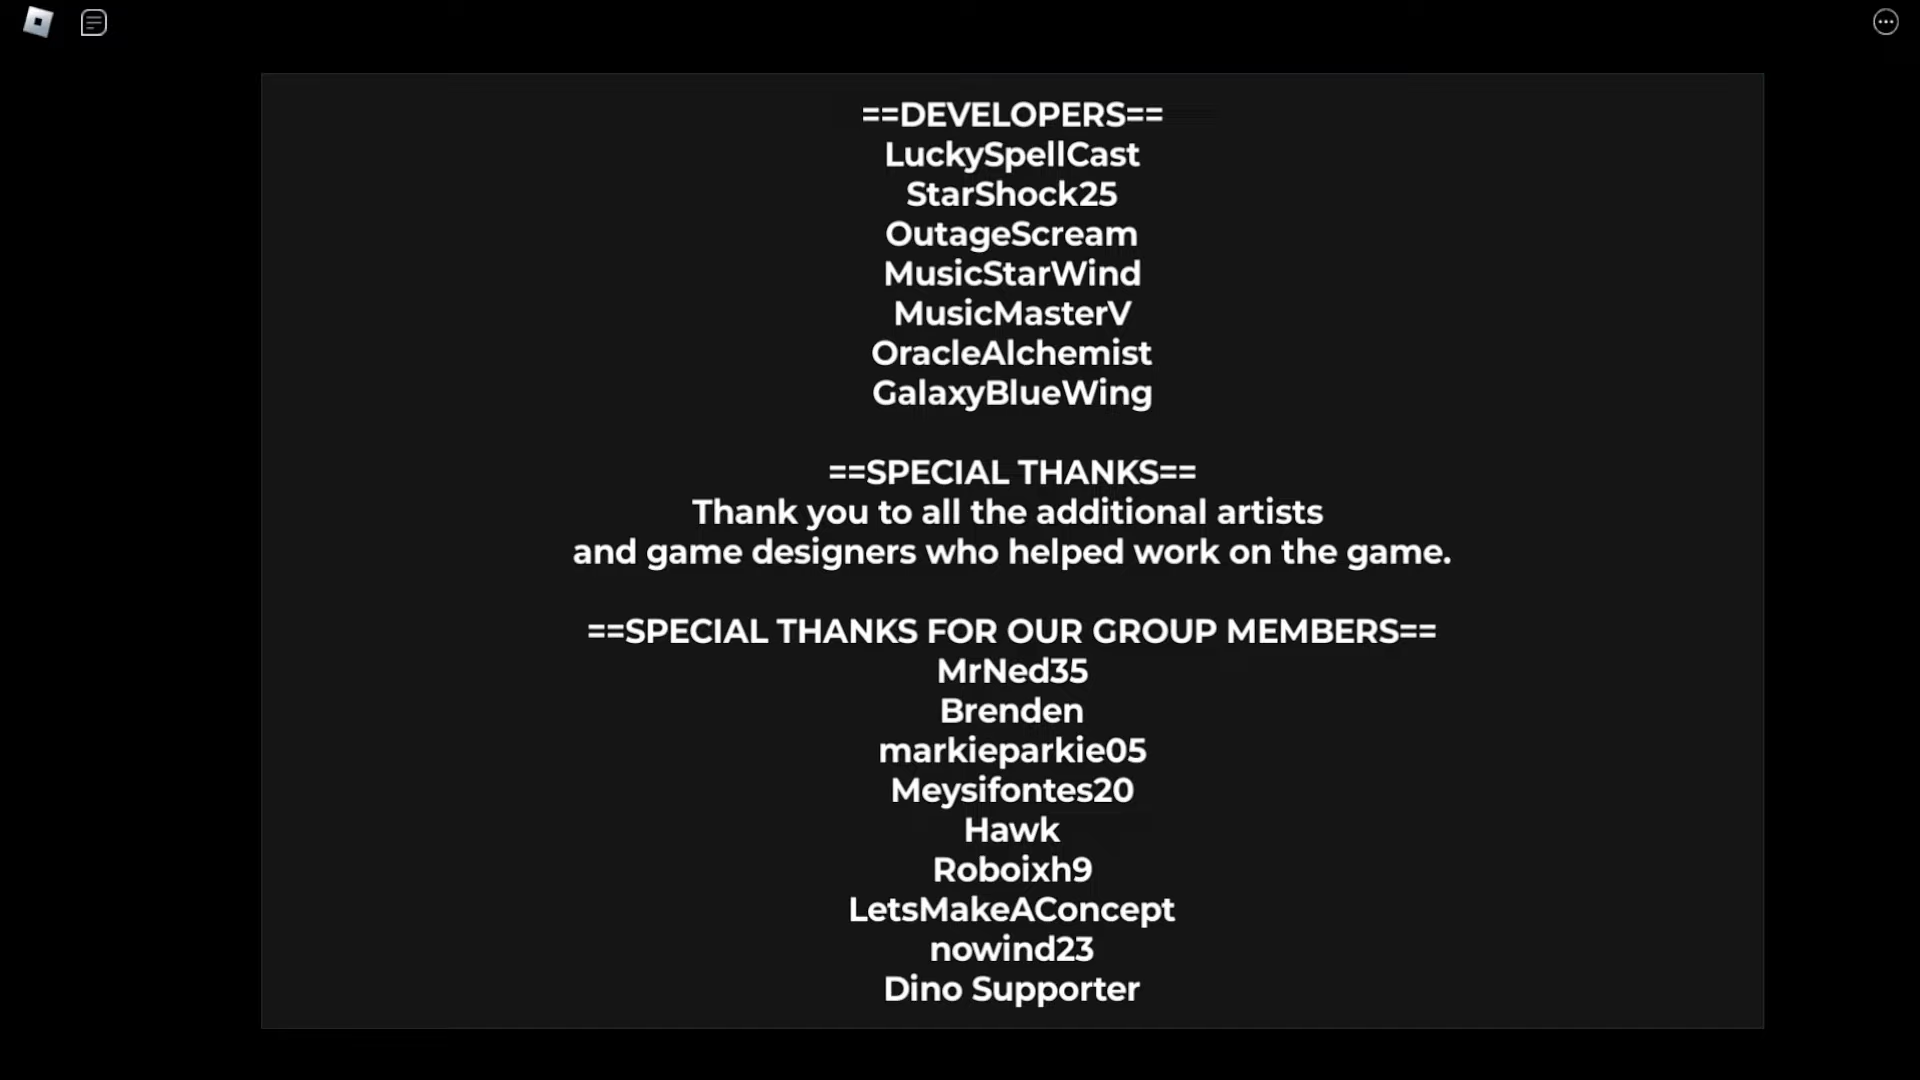 ==DEVELOPERS==
LuckySpellCast
StarShock25
OutageScream
MusicStarWind
MusicMasterV
OracleAlchemist
GalaxyBlueWing
==SPECIAL THANKS==
Thank you to all the additional artists
and game designers who helped work on the game.
==SPECIAL THANKS FOR OUR GROUP MEMBERS==
MrNed35
Brenden
markieparkie05
Meysifontes20
Hawk
Roboixh9
LetsMakeAConcept
nowind23
Dino Supporter